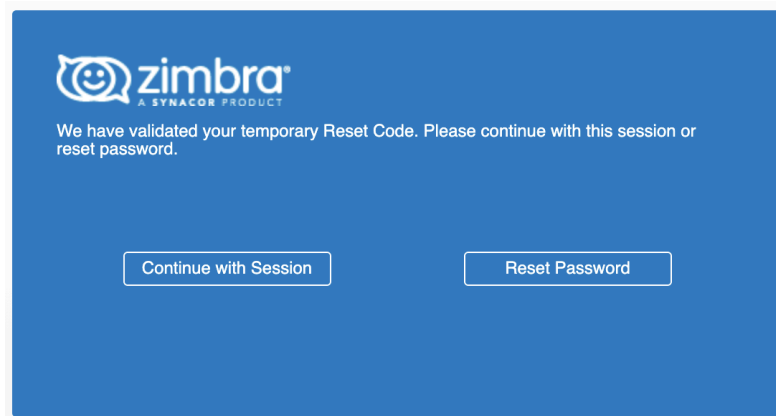 zimbra®
A SYNACOR PRODUCT
We have validated your temporary Reset Code. Please continue with this session or
reset password.
Continue with Session
Reset Password